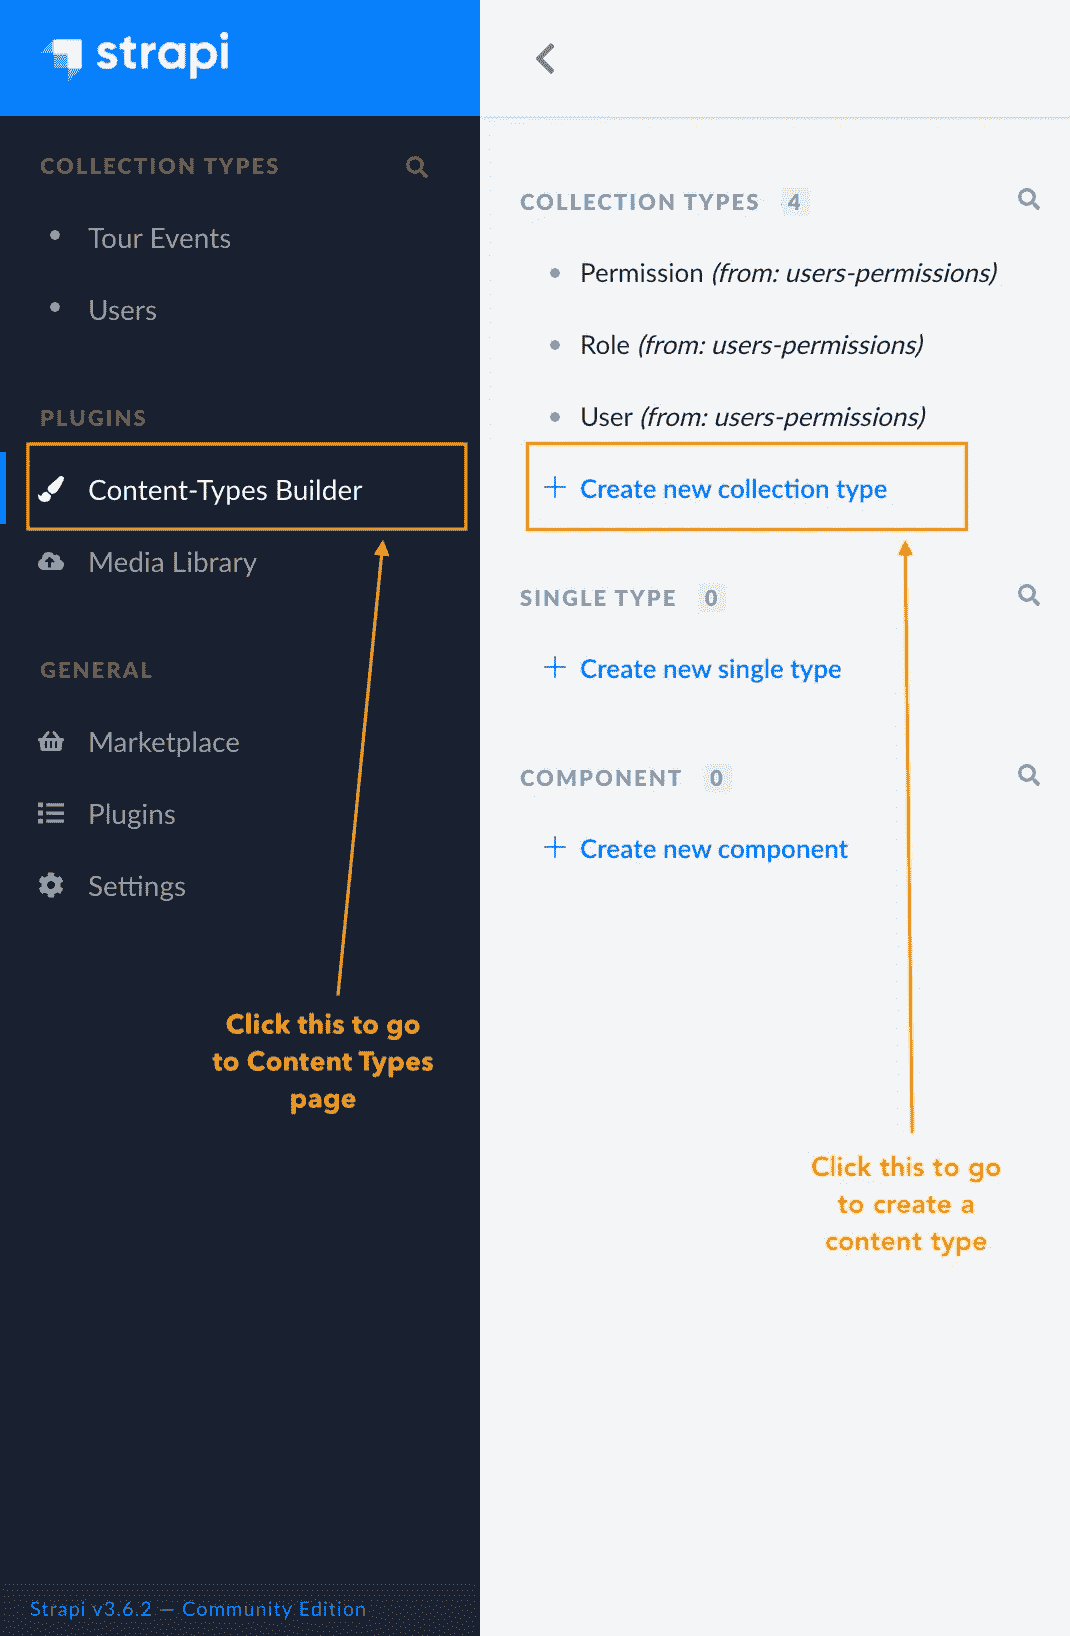 strapi
COLLECTION TYPES
Tour Events
Users
PLUGINS
Content-Types Builder
Media Library
GENERAL
Marketplace
Plugins
Settings
Click this to go
to Content Types
page
Strapi v3.6.2 — Community Edition
COLLECTION TYPES 4
Permission (from: users-permissions)
Role (from: users-permissions)
User (from: users-permissions)
+ Create new collection type
SINGLE TYPE 0
+ Create new single type
COMPONENT 0
+ Create new component
Click this to go
to create a
content type